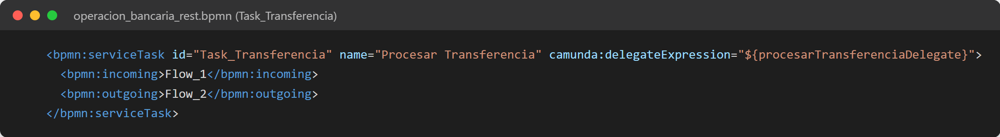 operacion_bancaria_rest.bpmn (Task_Transferencia)
<bpmn:serviceTask id="Task_Transferencia" name="Procesar Transferencia" camunda:delegateExpression="${procesarTransferenciaDelegate}">
<bpmn:incoming>Flow_1</bpmn:incoming>
<bpmn:outgoing>Flow_2</bpmn:outgoing>
</bpmn:serviceTask>